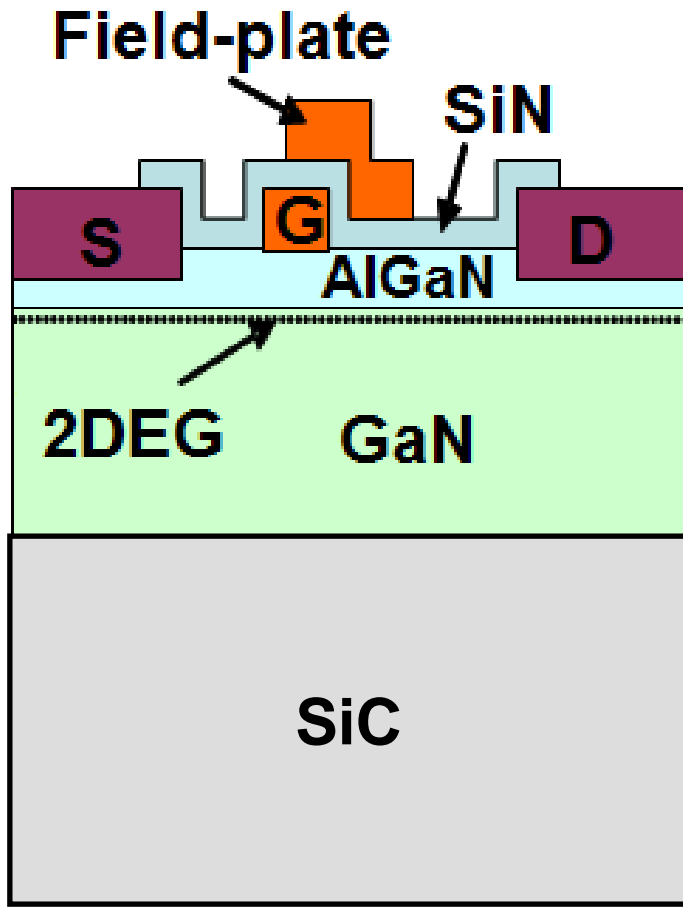 Field-plate
SiN
S
G
D
AlGaN
2DEG
GaN
SiC